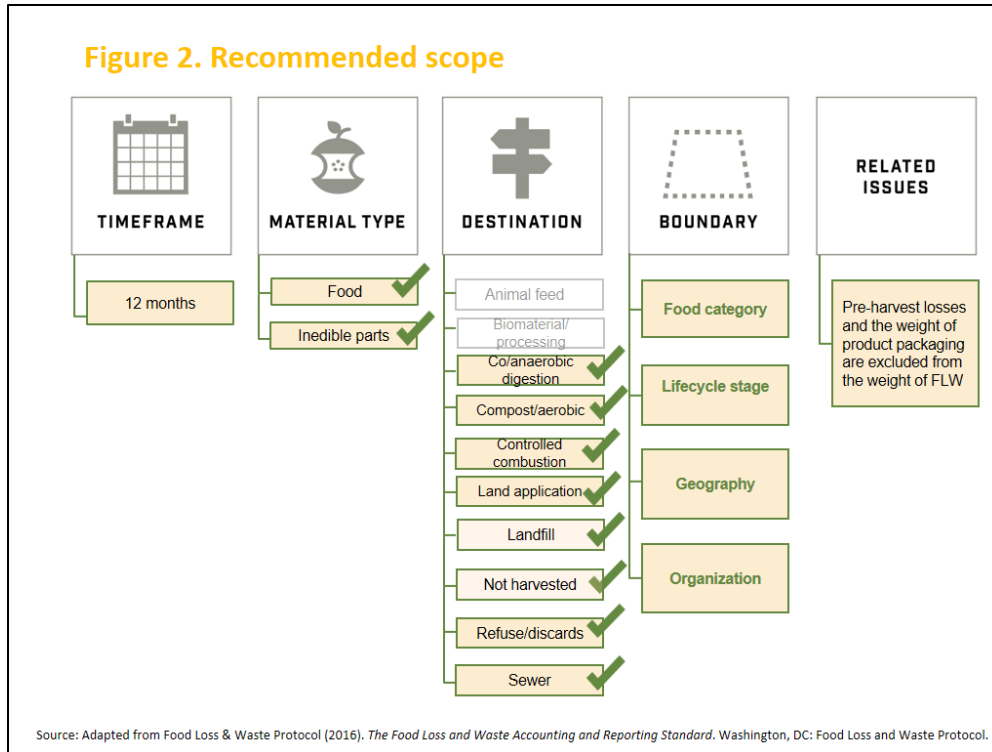 Figure 2. Recommended scope
TIMEFRAME
12 months
MATERIAL TYPE
Food
Inedible parts
DESTINATION
Animal feed
Biomaterial/
processing
Co/anaerobic
digestion
Compost/aerobic
Controlled
combustion
Land application
Landfill
Not harvested
Refuse/discards
Sewer
BOUNDARY
Food category
Lifecycle stage
Geography
Organization
RELATED
ISSUES
Pre-harvest losses
and the weight of
product packaging
are excluded from
the weight of FLW
Source: Adapted from Food Loss & Waste Protocol (2016). The Food Loss and Waste Accounting and Reporting Standard. Washington, DC: Food Loss and Waste Protocol.